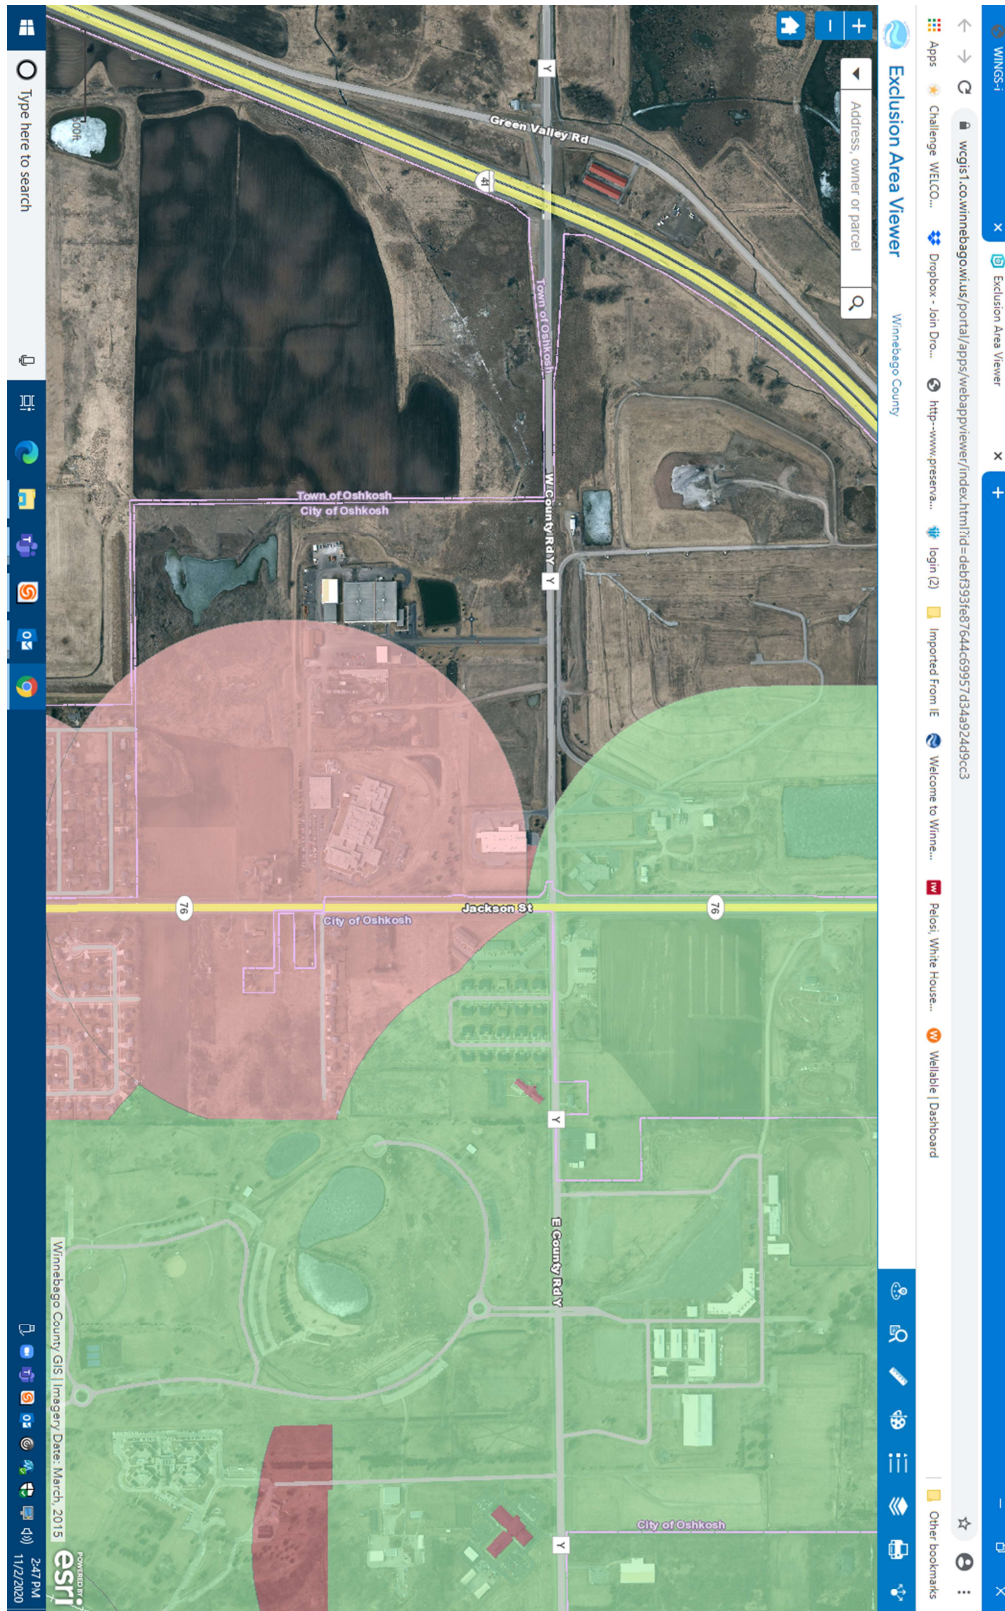 WINGS-i
Exclusion Area Viewer
wcgis1.co.winnebago.wi.us/portal/apps/webappviewer/index.html?id=debf393fe87644c69957d34a924d9cc3
Apps
Challenge WELCO...
Dropbox - Join Dro...
http--www.preserva...
login (2)
Imported From IE
Welcome to Winne...
Pelosi, White House...
Wellable | Dashboard
Other bookmarks
Exclusion Area Viewer
Winnebago County
Address, owner or parcel
Green Valley Rd
Y
41
Town of Oshkosh
W County Rd Y
Y
Town of Oshkosh
City of Oshkosh
76
Jackson St
76
City of Oshkosh
Y
E County Rd Y
City of Oshkosh
Y
Winnebago County GIS | Imagery Date: March, 2015
POWERED BY
esri
Type here to search
2:47 PM
11/2/2020